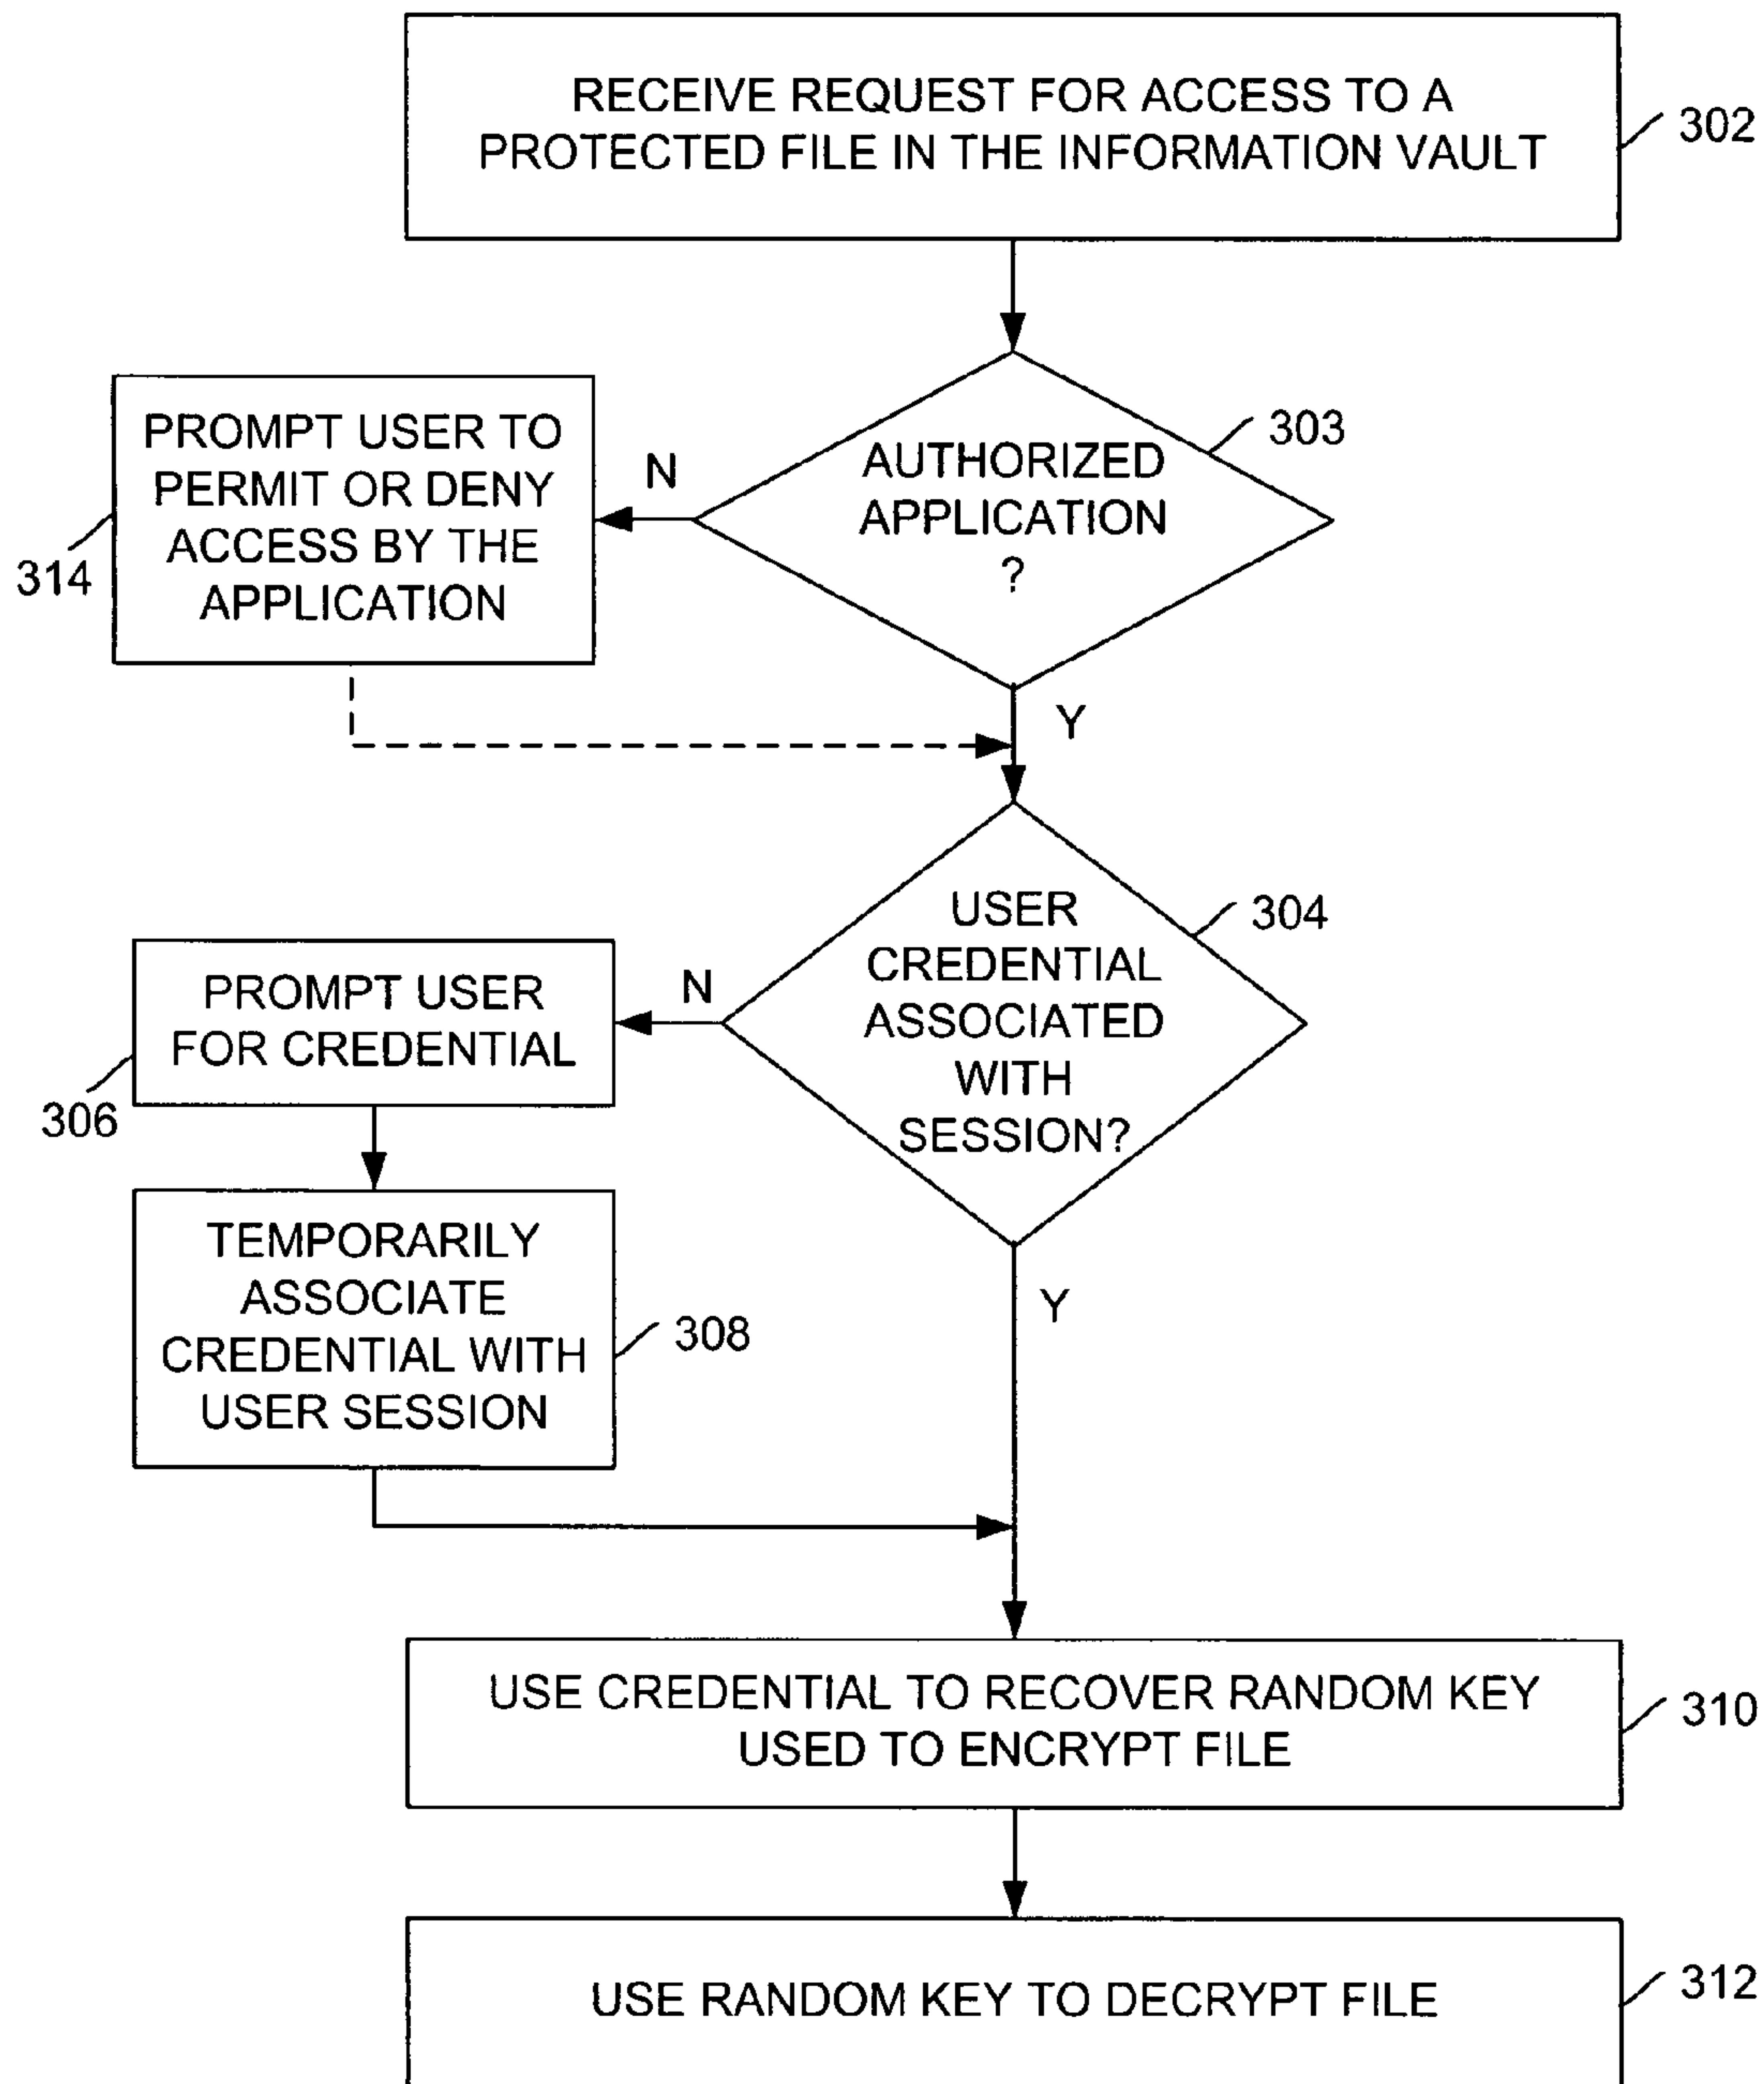 RECEIVE REQUEST FOR ACCESS TO A
PROTECTED FILE IN THE INFORMATION VAULT
302
303
AUTHORIZED
APPLICATION
?
N
PROMPT USER TO
PERMIT OR DENY
ACCESS BY THE
APPLICATION
314
Y
304
USER
CREDENTIAL
ASSOCIATED
WITH
SESSION?
N
PROMPT USER
FOR CREDENTIAL
306
TEMPORARILY
ASSOCIATE
CREDENTIAL WITH
USER SESSION
308
Y
USE CREDENTIAL TO RECOVER RANDOM KEY
USED TO ENCRYPT FILE
310
USE RANDOM KEY TO DECRYPT FILE
312